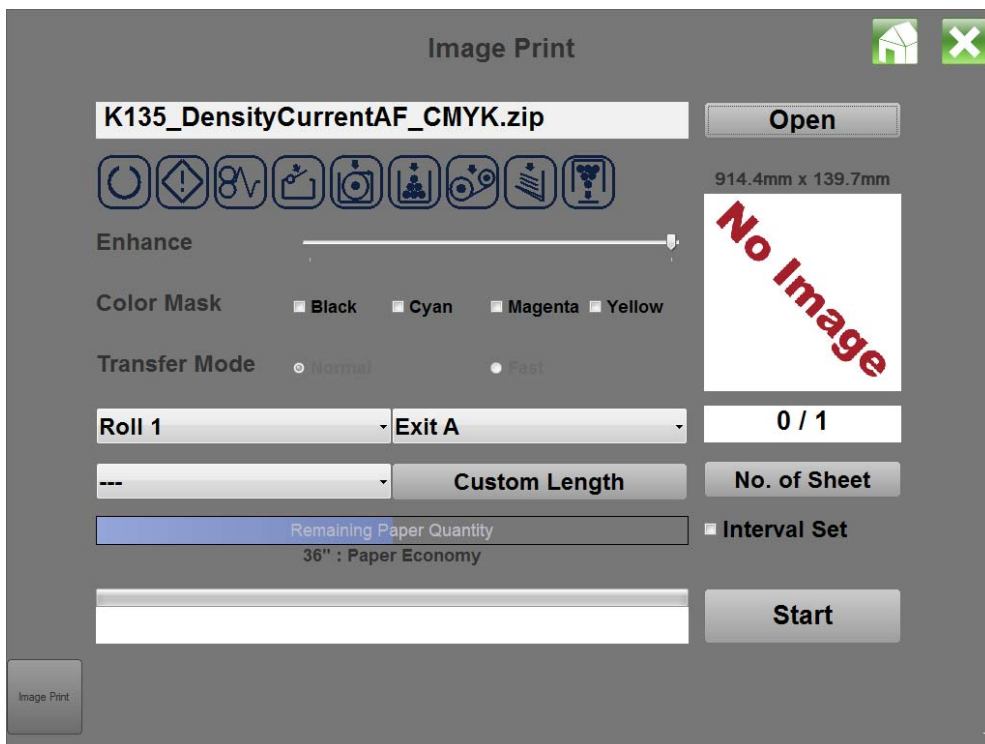 Image Print
K135_DensityCurrentAF_CMYK.zip
Open
914.4mm x 139.7mm
No Image
Enhance
Color Mask
Black
Cyan
Magenta
Yellow
Transfer Mode
Normal
Fast
Roll 1
Exit A
0 / 1
---
Custom Length
No. of Sheet
Remaining Paper Quantity
Interval Set
36" : Paper Economy
Start
Image Print